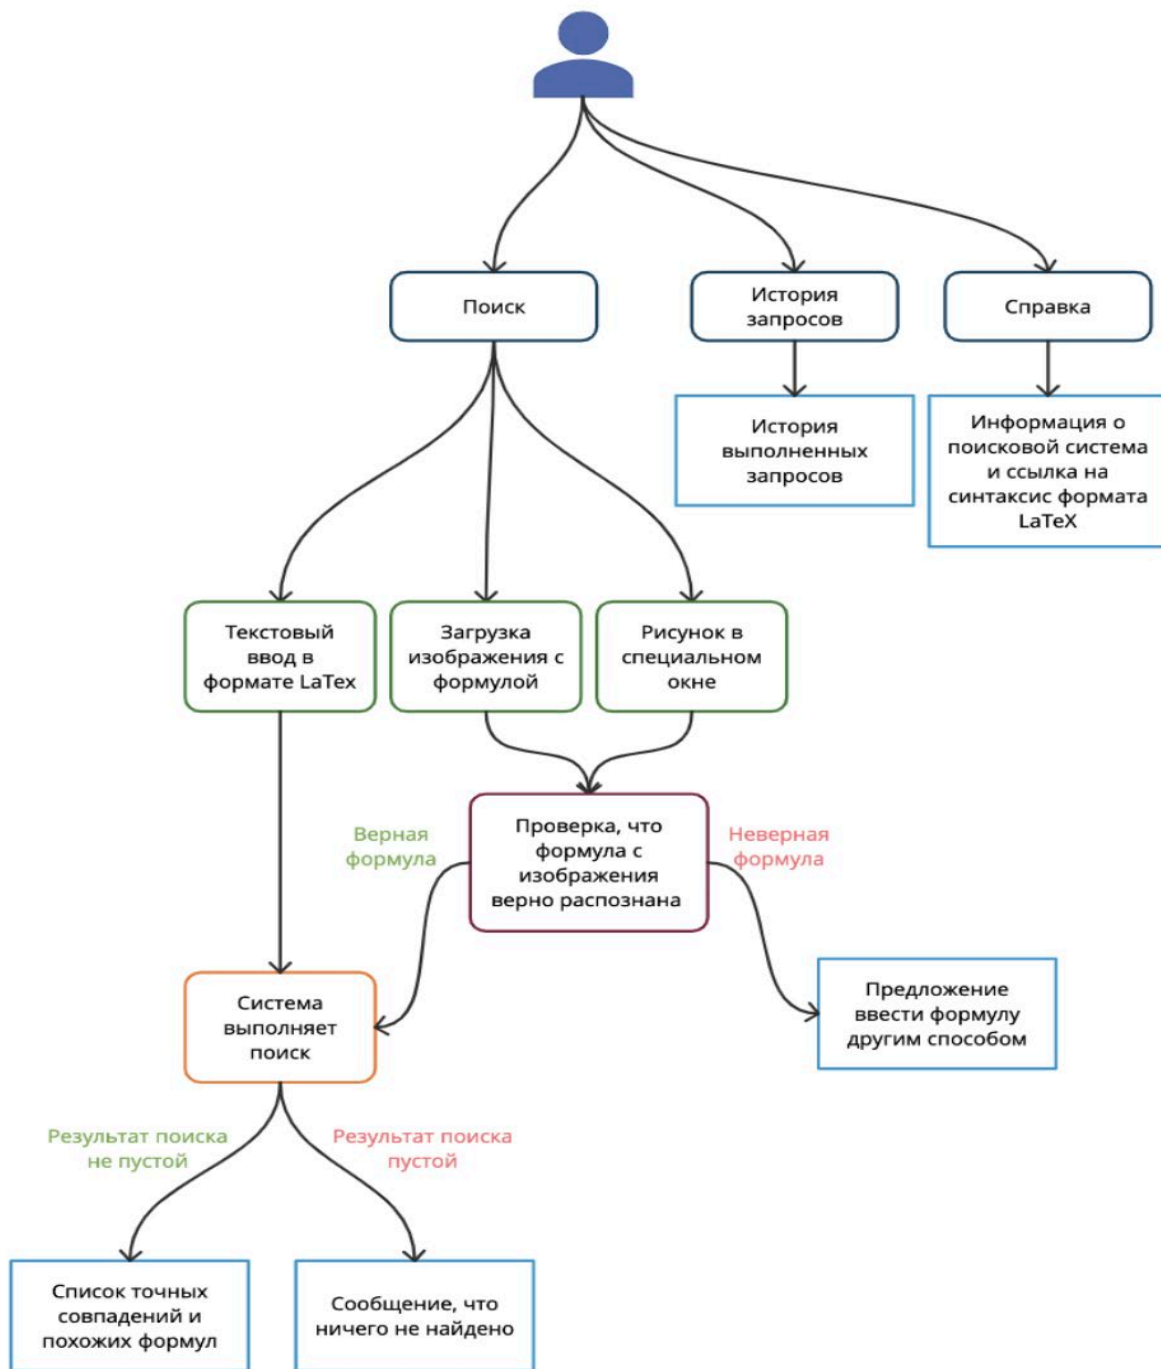 Поиск
История
запросов
Справка
История
выполненных
запросов
Информация о
поисковой система
и ссылка на
синтаксис формата
LaTeX
Текстовый
ввод в
формате LaTex
Загрузка
изображения с
формулой
Рисунок в
специальном
окне
Верная
формула
Проверка, что
формула с
изображения
верно распознана
Неверная
формула
Система
выполняет
поиск
Предложение
ввести формулу
другим способом
Результат поиска
не пустой
Результат поиска
пустой
Список точных
совпадений и
похожих формул
Сообщение, что
ничего не найдено